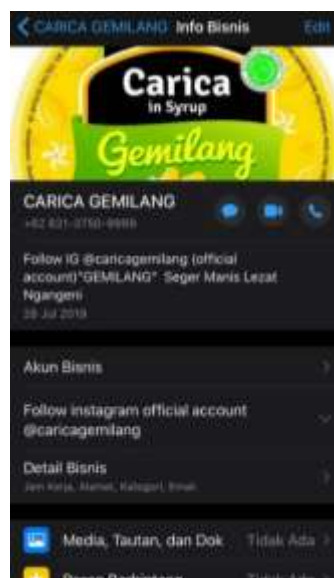 CARICA GEMILANG Info Bisnis Edit
Carica
in Syrup
Gemilang
CARICA GEMILANG
Follow IG @caricagemilang (official
account)"GEMILANG" Seger Manis Lezat
Ngangeni
28 Jul 2019
Akun Bisnis
Follow instagram official account
@caricagemilang
Detail Bisnis
Jam Kerja, Alamat, Kategori, Email
Media, Tautan, dan Dok Tidak Ada